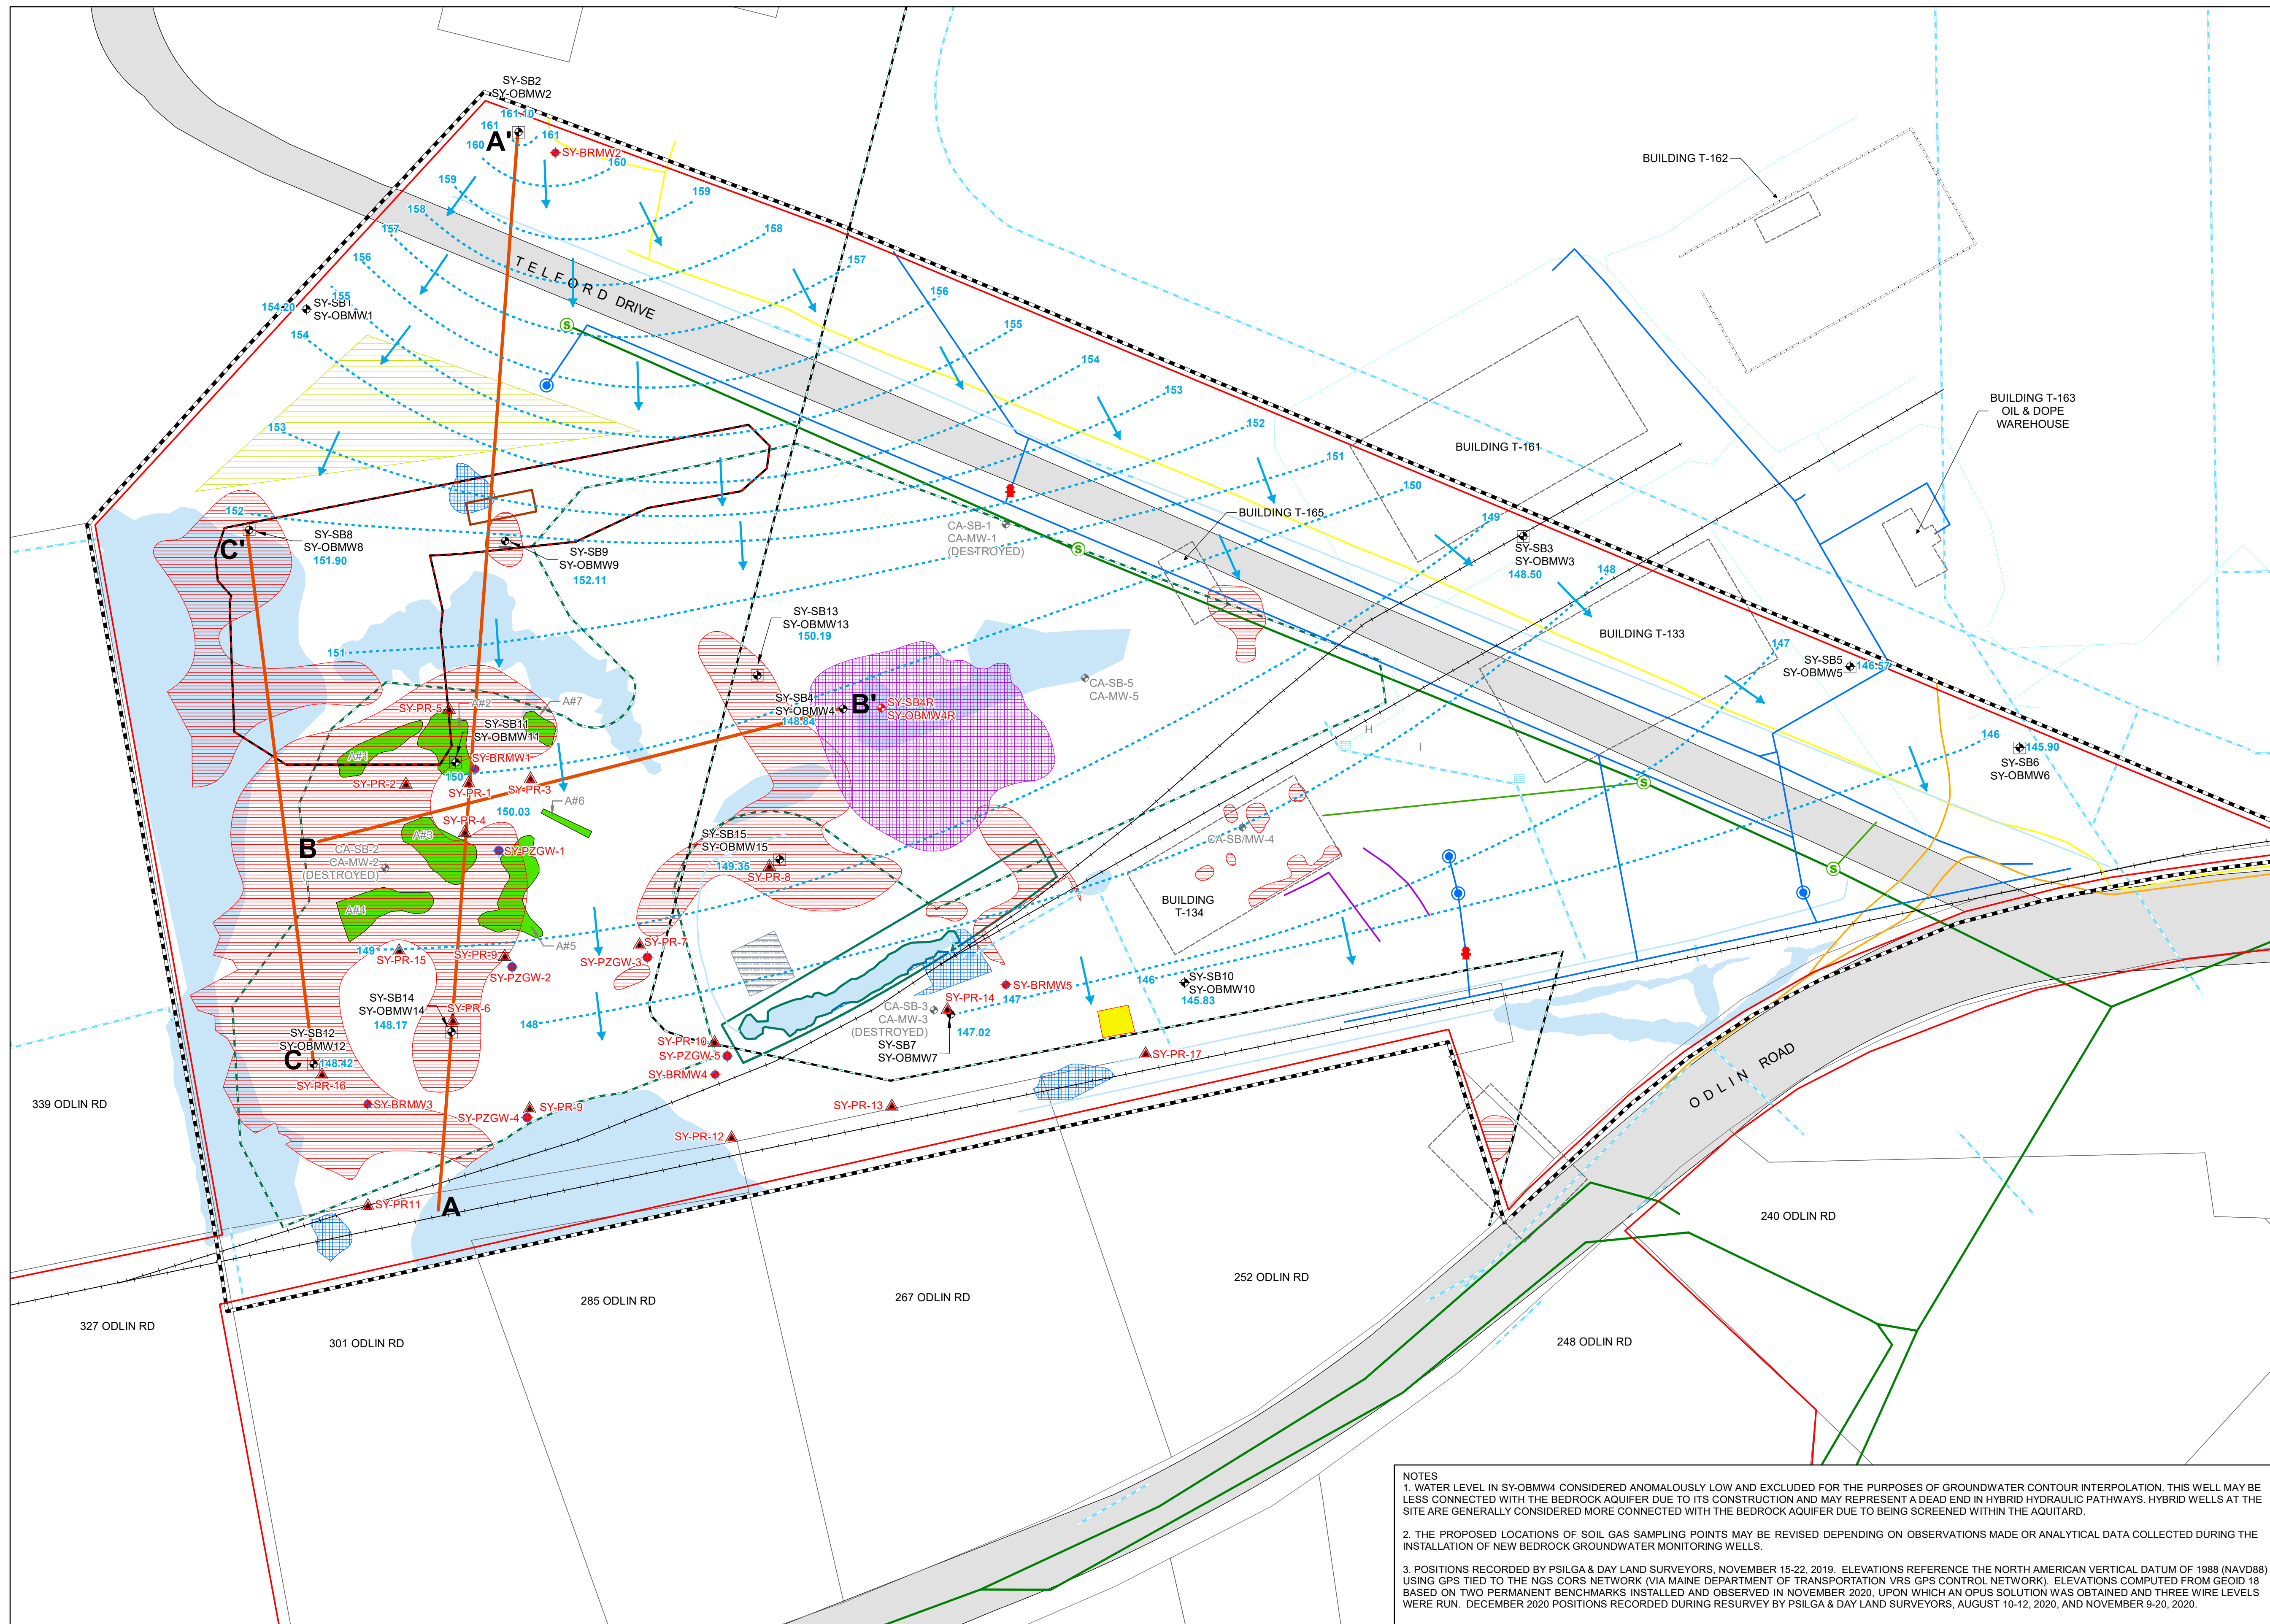 SY-SB2
SY-OBMW2
161.10
161
161
A'
160
SY-BRMW2
160
159
159
158
158
157
157
156
156
155
155
154.20
SY-SB1
SY-OBMW1
154
154
153
153
152
152
151
151
150
149
148
147
146
TELFORD DRIVE
BUILDING T-162
BUILDING T-161
BUILDING T-163
OIL & DOPE
WAREHOUSE
BUILDING T-165
CA-SB-1
CA-MW-1
(DESTROYED)
S
S
S
S
SY-SB3
SY-OBMW3
148.50
BUILDING T-133
SY-SB5
SY-OBMW5
146.57
145.90
SY-SB6
SY-OBMW6
C'
SY-SB8
SY-OBMW8
151.90
SY-SB9
SY-OBMW9
152.11
SY-SB13
SY-OBMW13
150.19
SY-SB4
SY-OBMW4
148.84
B'
SY-SB4R
SY-OBMW4R
CA-SB-5
CA-MW-5
H
I
SY-PR-5
A#2
A#7
SY-SB11
SY-OBMW11
A#1
SY-BRMW1
150
SY-PR-2
SY-PR-1
SY-PR-3
150.03
A#6
SY-PR-4
A#3
B
CA-SB-2
CA-MW-2
(DESTROYED)
SY-PZGW-1
SY-SB15
SY-OBMW15
149.35
SY-PR-8
CA-SB/MW-4
BUILDING
T-134
A#4
A#5
149
SY-PR-15
SY-PR-9
SY-PZGW-2
SY-PR-7
SY-PZGW-3
SY-BRMW5
147
146
SY-SB10
SY-OBMW10
145.83
SY-SB14
SY-OBMW14
148.17
SY-PR-6
148
CA-SB-3
CA-MW-3
(DESTROYED)
SY-PR-14
147.02
SY-SB7
SY-OBMW7
SY-SB12
SY-OBMW12
C
148.42
SY-PR-16
SY-PR-10
SY-PZGW-5
SY-BRMW4
SY-PR-17
SY-BRMW3
SY-PZGW-4
SY-PR-9
SY-PR-13
SY-PR-12
SY-PR11
A
ODLIN ROAD
339 ODLIN RD
327 ODLIN RD
301 ODLIN RD
285 ODLIN RD
267 ODLIN RD
252 ODLIN RD
248 ODLIN RD
240 ODLIN RD
NOTES
1. WATER LEVEL IN SY-OBMW4 CONSIDERED ANOMALOUSLY LOW AND EXCLUDED FOR THE PURPOSES OF GROUNDWATER CONTOUR INTERPOLATION. THIS WELL MAY BE
LESS CONNECTED WITH THE BEDROCK AQUIFER DUE TO ITS CONSTRUCTION AND MAY REPRESENT A DEAD END IN HYBRID HYDRAULIC PATHWAYS. HYBRID WELLS AT THE
SITE ARE GENERALLY CONSIDERED MORE CONNECTED WITH THE BEDROCK AQUIFER DUE TO BEING SCREENED WITHIN THE AQUITARD.
2. THE PROPOSED LOCATIONS OF SOIL GAS SAMPLING POINTS MAY BE REVISED DEPENDING ON OBSERVATIONS MADE OR ANALYTICAL DATA COLLECTED DURING THE
INSTALLATION OF NEW BEDROCK GROUNDWATER MONITORING WELLS.
3. POSITIONS RECORDED BY PSILGA & DAY LAND SURVEYORS, NOVEMBER 15-22, 2019. ELEVATIONS REFERENCE THE NORTH AMERICAN VERTICAL DATUM OF 1988 (NAVD88)
USING GPS TIED TO THE NGS CORS NETWORK (VIA MAINE DEPARTMENT OF TRANSPORTATION VRS GPS CONTROL NETWORK). ELEVATIONS COMPUTED FROM GEOID 18
BASED ON TWO PERMANENT BENCHMARKS INSTALLED AND OBSERVED IN NOVEMBER 2020, UPON WHICH AN OPUS SOLUTION WAS OBTAINED AND THREE WIRE LEVELS
WERE RUN. DECEMBER 2020 POSITIONS RECORDED DURING RESURVEY BY PSILGA & DAY LAND SURVEYORS, AUGUST 10-12, 2020, AND NOVEMBER 9-20, 2020.